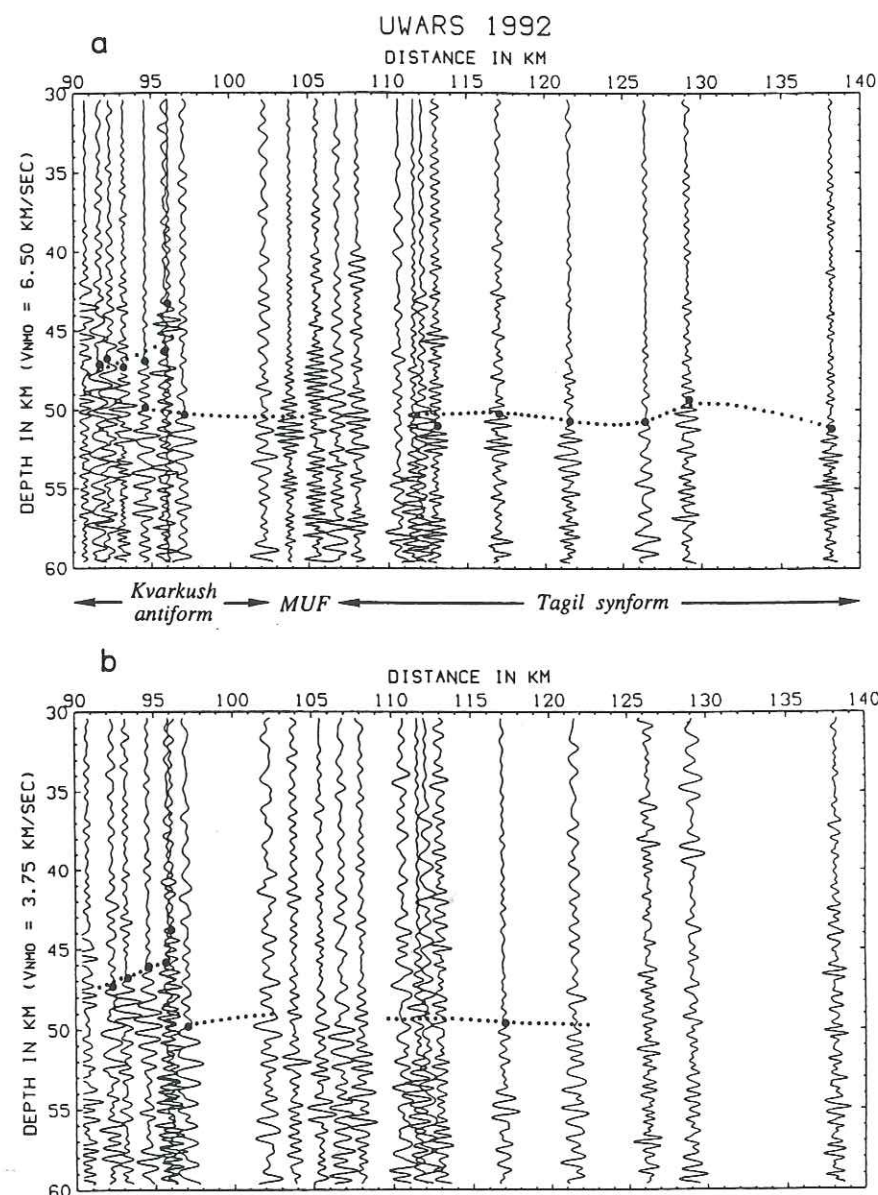 UWARS 1992
a
DISTANCE IN KM
90 95 100 105 110 115 120 125 130 135 140
DEPTH IN KM (VNMO = 6.50 KM/SEC)
30
35
40
45
50
55
60
Kvarkush antiform
MUF
Tagil synform
b
DISTANCE IN KM
90 95 100 105 110 115 120 125 130 135 140
DEPTH IN KM (VNMO = 3.75 KM/SEC)
30
35
40
45
50
55
60